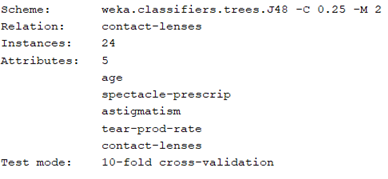 Scheme: weka.classifiers.trees.J48 -C 0.25 -M 2
Relation: contact-lenses
Instances: 24
Attributes: 5
age
spectacle-prescrip
astigmatism
tear-prod-rate
contact-lenses
Test mode: 10-fold cross-validation